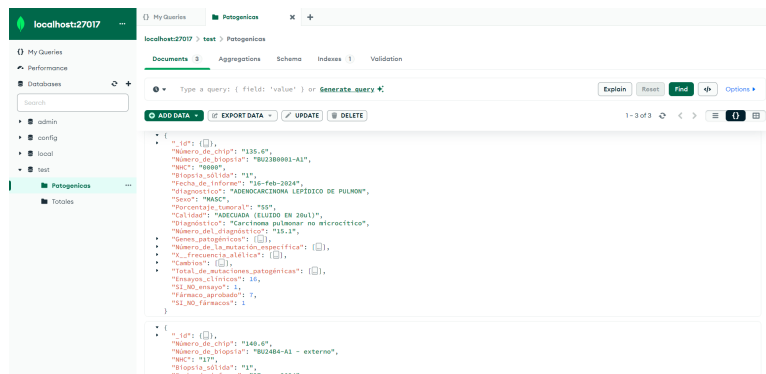 localhost:27017 ...
My Queries
Performance
Databases
Search
admin
config
local
test
Patogenicas ...
Totales
{} My Queries Patogenicas × +
localhost:27017 > test > Patogenicas
Documents 3 Aggregations Schema Indexes 1 Validation
Type a query: { field: 'value' } or Generate query
Explain Reset Find </> Options
ADD DATA EXPORT DATA UPDATE DELETE
1 – 3 of 3
{
"_id": {…},
"Número_de_chip": "135.6",
"Número_de_biopsia": "BU23B0001-A1",
"NHC": "0000",
"Biopsia_sólida": "1",
"Fecha_de_informe": "16-feb-2024",
"diagnostico": "ADENOCARCINOMA LEPÍDICO DE PULMON",
"Sexo": "MASC",
"Porcentaje_tumoral": "55",
"Calidad": "ADECUADA (ELUIDO EN 20ul)",
"Diagnóstico": "Carcinoma pulmonar no microcítico",
"Número_del_diagnóstico": "15.1",
"Genes_patogénicos": […],
"Número_de_la_mutación_específica": […],
"X__frecuencia_alélica": […],
"Cambios": […],
"Total_de_mutaciones_patogénicas": […],
"Ensayos_clínicos": 16,
"SI_NO_ensayo": 1,
"Fármaco_aprobado": 7,
"SI_NO_fármacos": 1
}
{
"_id": {…},
"Número_de_chip": "140.6",
"Número_de_biopsia": "BU24B4-A1 - externo",
"NHC": "17",
"Biopsia_sólida": "1",